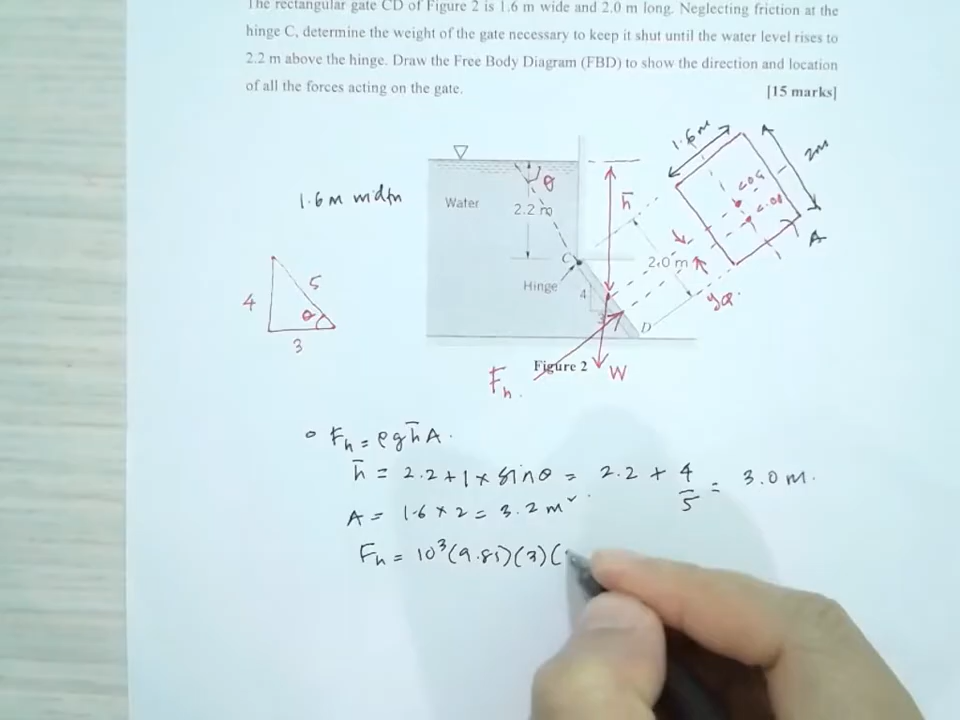 The rectangular gate CD of Figure 2 is 1.6 m wide and 2.0 m long. Neglecting friction at the
hinge C, determine the weight of the gate necessary to keep it shut until the water level rises to
2.2 m above the hinge. Draw the Free Body Diagram (FBD) to show the direction and location
of all the forces acting on the gate.
[15 marks]
1.6m
2m
COG
C.OP
A
1.6m width
Water
θ
2.2 m
h̄
C
Hinge
2.0 m
4
3
D
yR
4
5
θ
3
Fh
Figure 2
W
Fh = ρgh̄A.
h̄ = 2.2+1×sinθ = 2.2 + 4/5 = 3.0 m.
A = 1.6 × 2 = 3.2 m².
Fh = 10³(9.81)(3)(